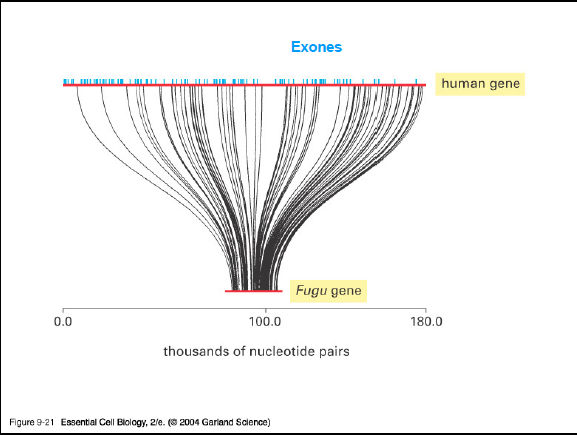 Exones
human gene
Fugu gene
0.0 100.0 180.0
thousands of nucleotide pairs
Figure 9-21 Essential Cell Biology, 2/e. (© 2004 Garland Science)